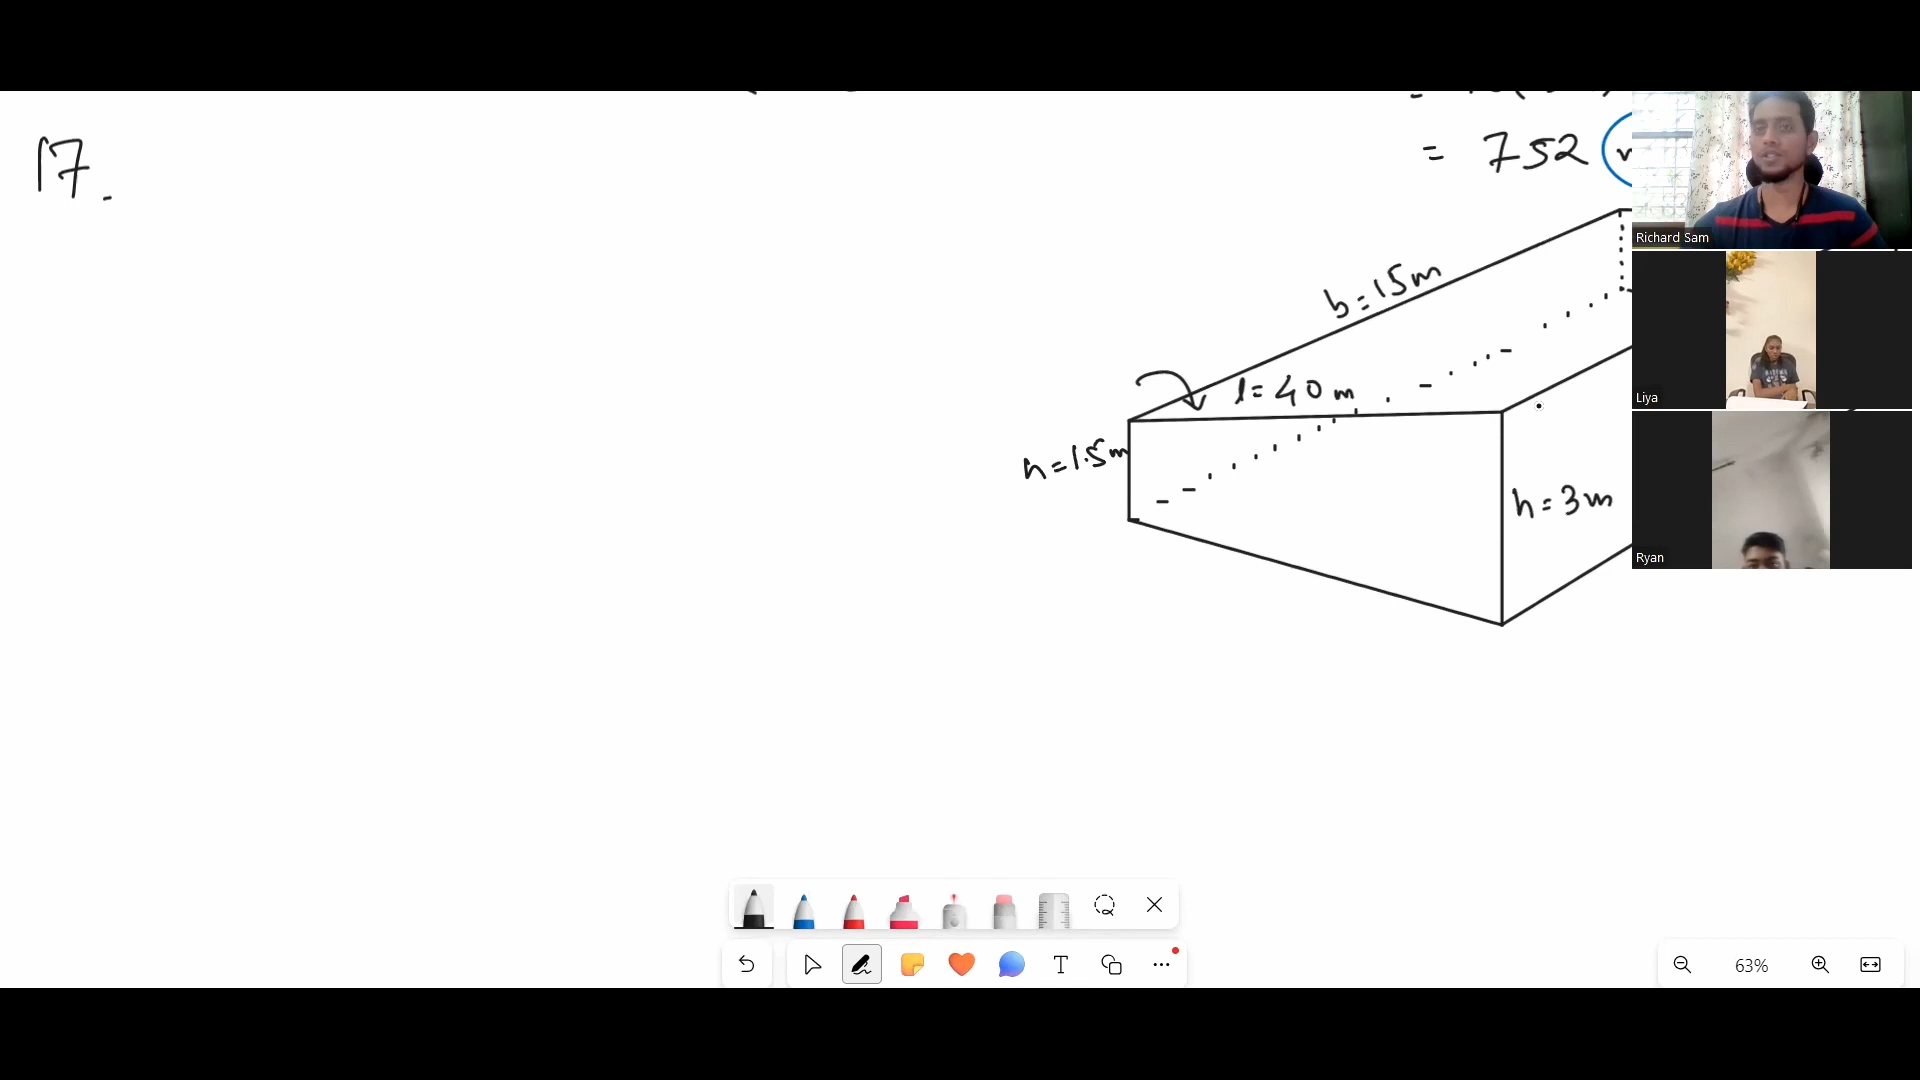 17.
= 752
b = 15m
l = 40 m
h = 1.5m
h = 3m
Richard Sam
Liya
Ryan
T
63%